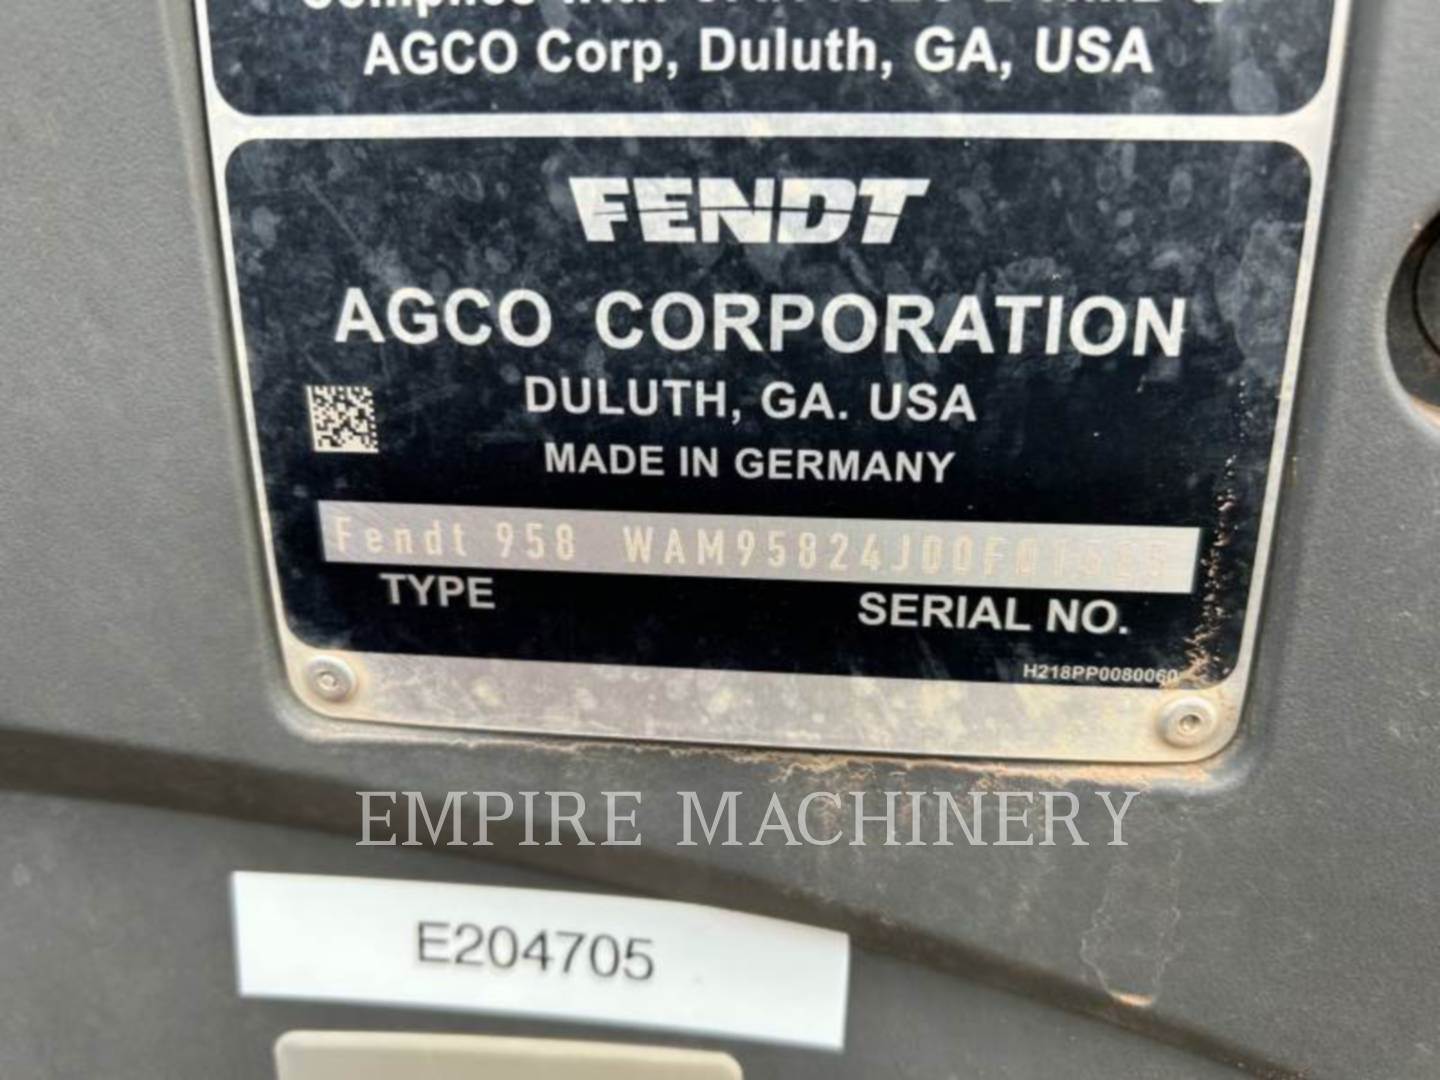 AGCO Corp, Duluth, GA, USA
FENDT
AGCO CORPORATION
DULUTH, GA. USA
MADE IN GERMANY
Fendt 958
TYPE SERIAL NO.
H218PP0080060
EMPIRE MACHINERY
E204705